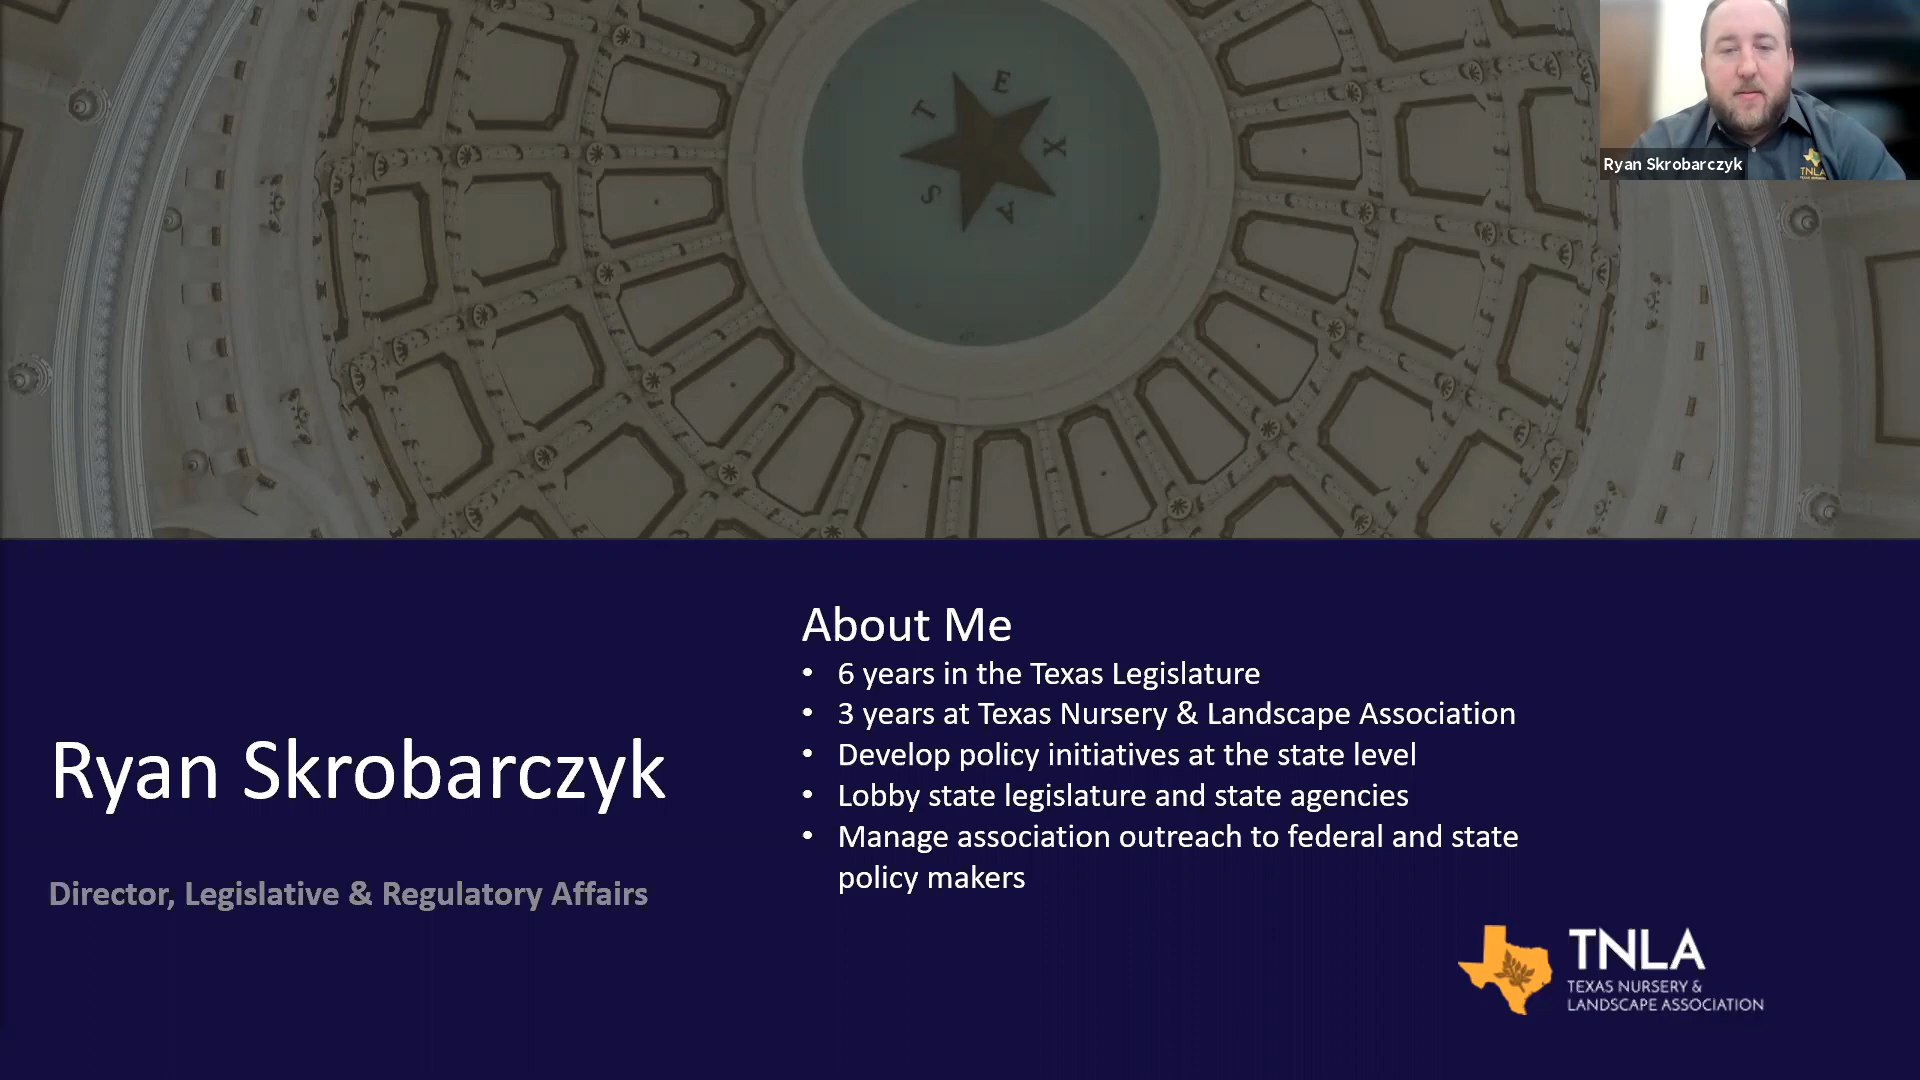 TEXAS
Ryan Skrobarczyk
TNLA
About Me
• 6 years in the Texas Legislature
• 3 years at Texas Nursery & Landscape Association
• Develop policy initiatives at the state level
• Lobby state legislature and state agencies
• Manage association outreach to federal and state
policy makers
Ryan Skrobarczyk
Director, Legislative & Regulatory Affairs
TNLA
TEXAS NURSERY &
LANDSCAPE ASSOCIATION